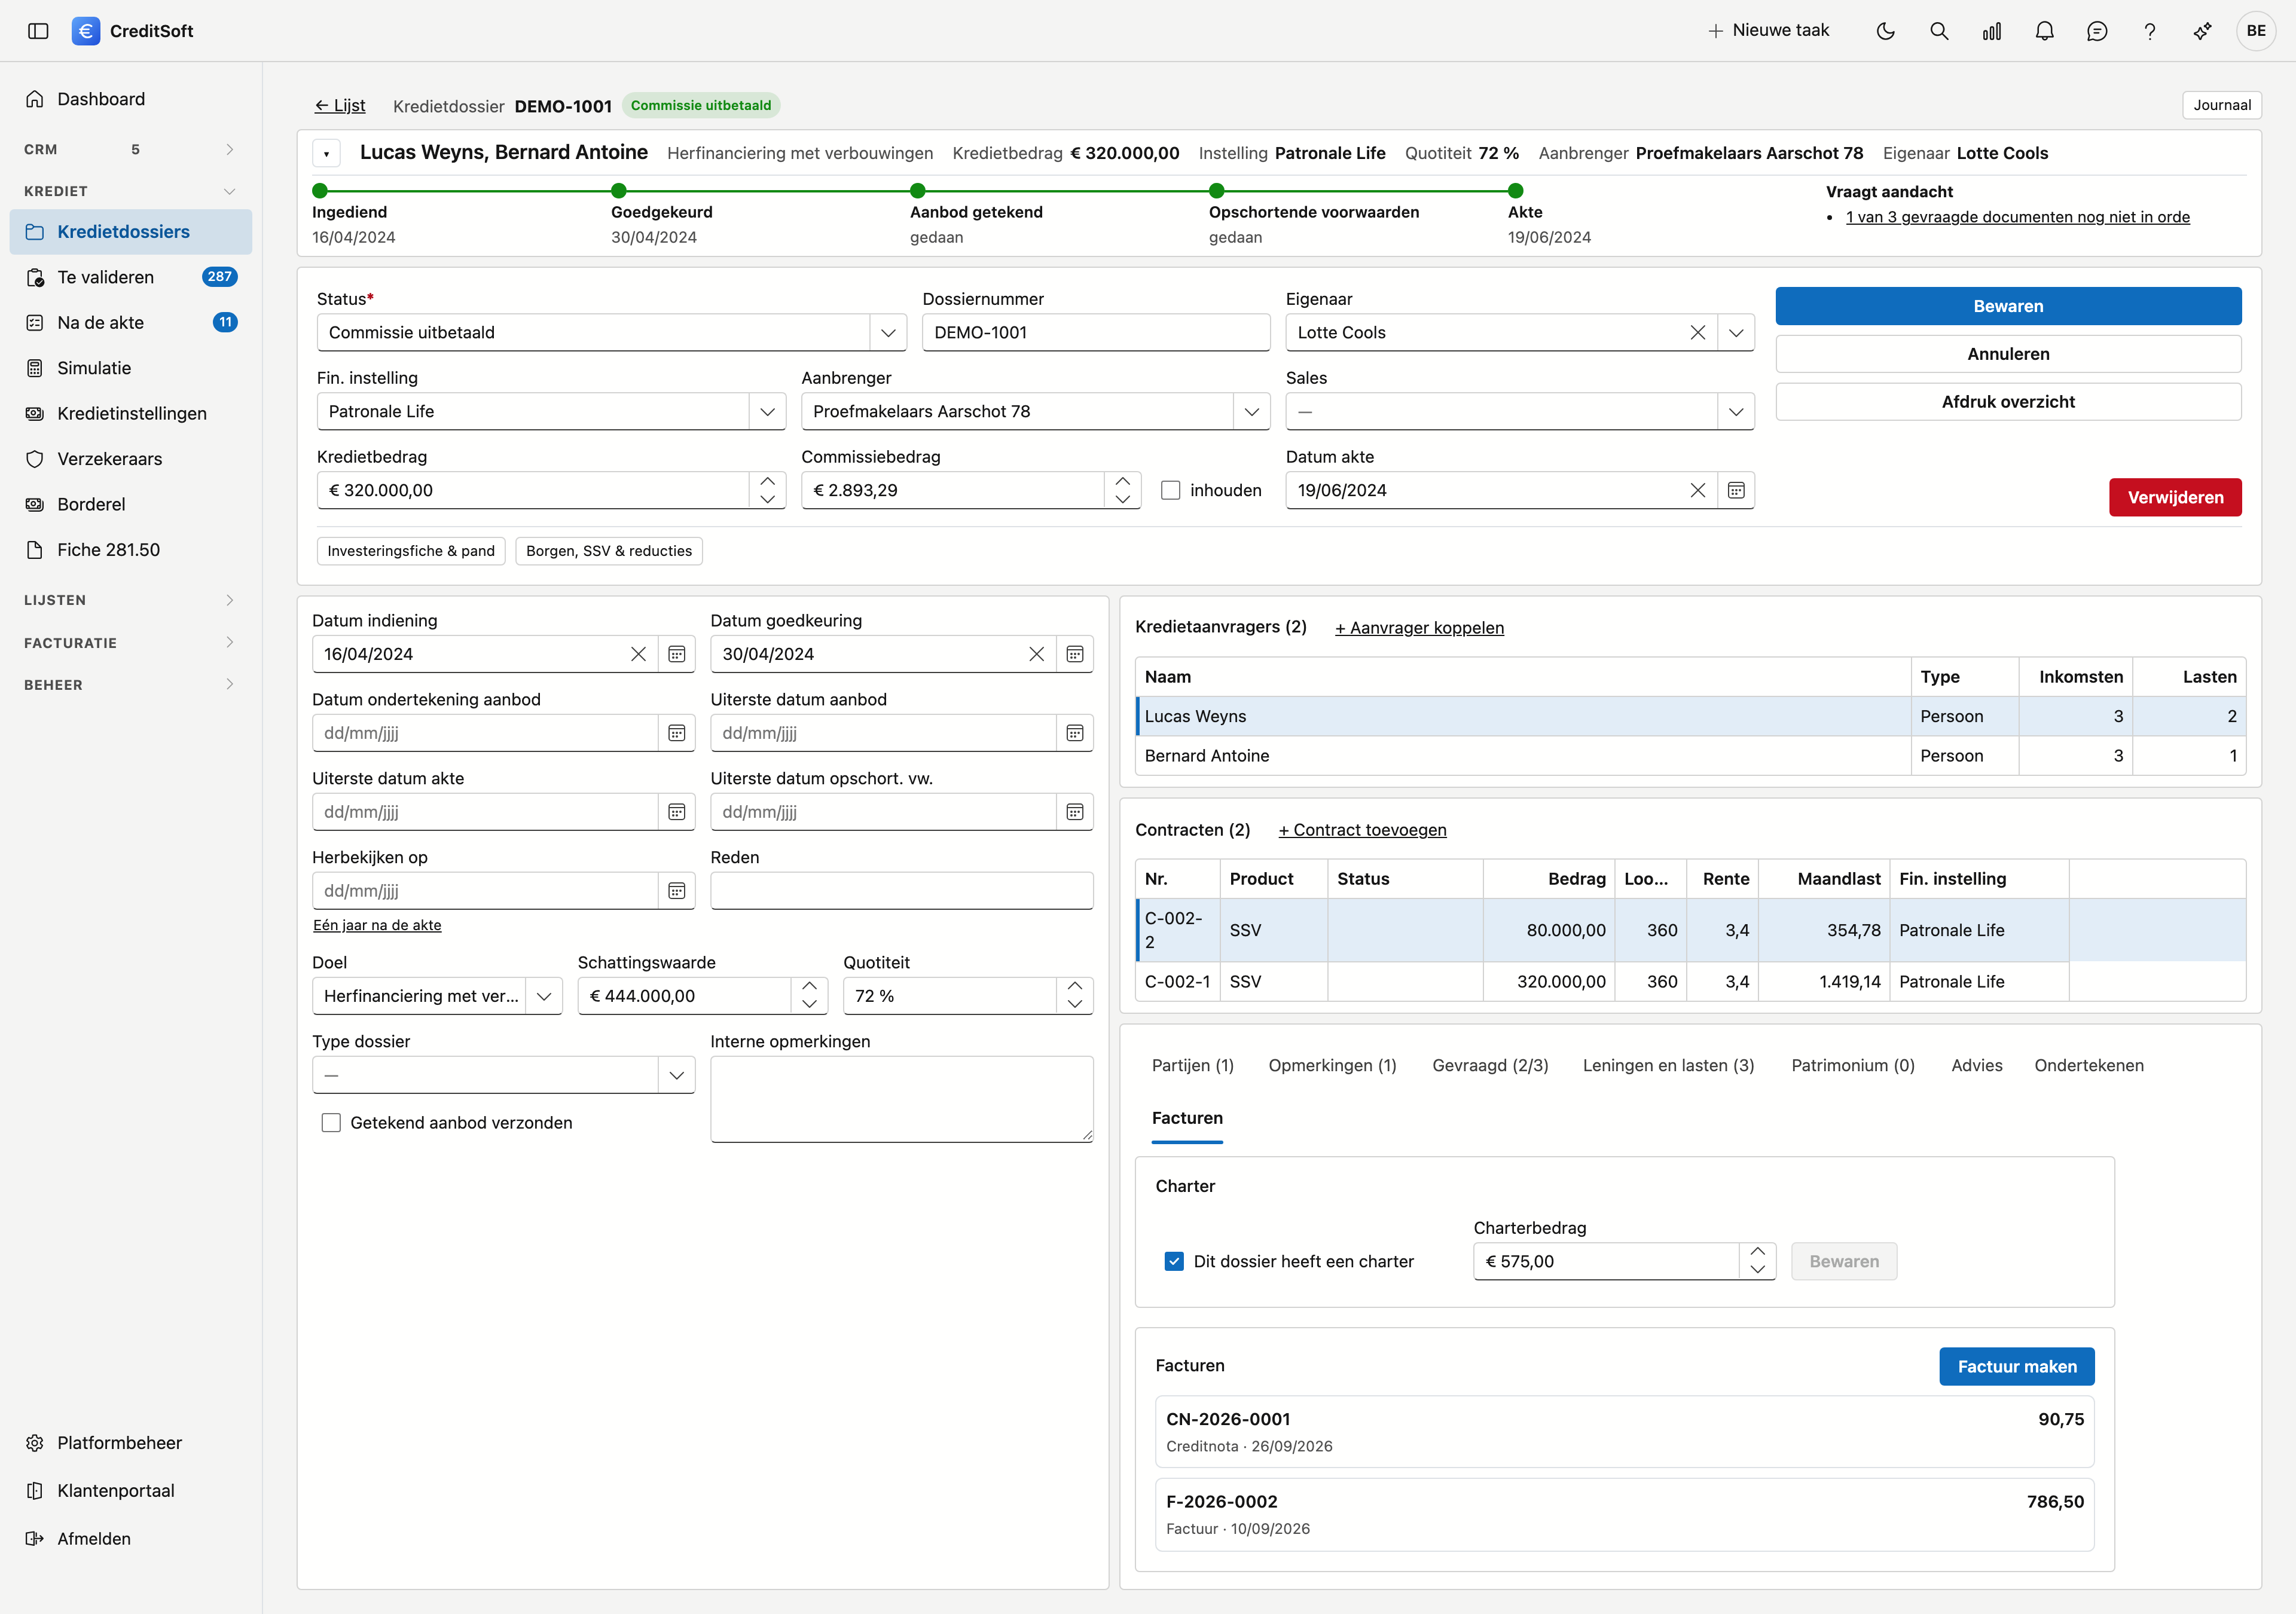 CreditSoft
Nieuwe taak
BE
Dashboard
CRM 5
KREDIET
Kredietdossiers
Te valideren 287
Na de akte 11
Simulatie
Kredietinstellingen
Verzekeraars
Borderel
Fiche 281.50
LIJSTEN
FACTURATIE
BEHEER
Platformbeheer
Klantenportaal
Afmelden
← Lijst Kredietdossier DEMO-1001 Commissie uitbetaald Journaal
Lucas Weyns, Bernard Antoine Herfinanciering met verbouwingen Kredietbedrag € 320.000,00 Instelling Patronale Life Quotiteit 72 % Aanbrenger Proefmakelaars Aarschot 78 Eigenaar Lotte Cools
Ingediend Goedgekeurd Aanbod getekend Opschortende voorwaarden Akte
16/04/2024 30/04/2024 gedaan gedaan 19/06/2024
Vraagt aandacht
• 1 van 3 gevraagde documenten nog niet in orde
Status* Dossiernummer Eigenaar
Commissie uitbetaald DEMO-1001 Lotte Cools
Fin. instelling Aanbrenger Sales
Patronale Life Proefmakelaars Aarschot 78 —
Kredietbedrag Commissiebedrag Datum akte
€ 320.000,00 € 2.893,29 inhouden 19/06/2024
Bewaren
Annuleren
Afdruk overzicht
Verwijderen
Investeringsfiche & pand Borgen, SSV & reducties
Datum indiening Datum goedkeuring
16/04/2024 30/04/2024
Datum ondertekening aanbod Uiterste datum aanbod
dd/mm/jjjj dd/mm/jjjj
Uiterste datum akte Uiterste datum opschort. vw.
dd/mm/jjjj dd/mm/jjjj
Herbekijken op Reden
dd/mm/jjjj
Eén jaar na de akte
Doel Schattingswaarde Quotiteit
Herfinanciering met ver... € 444.000,00 72 %
Type dossier Interne opmerkingen
—
Getekend aanbod verzonden
Kredietaanvragers (2) + Aanvrager koppelen
Naam Type Inkomsten Lasten
Lucas Weyns Persoon 3 2
Bernard Antoine Persoon 3 1
Contracten (2) + Contract toevoegen
Nr. Product Status Bedrag Loo... Rente Maandlast Fin. instelling
C-002-2 SSV 80.000,00 360 3,4 354,78 Patronale Life
C-002-1 SSV 320.000,00 360 3,4 1.419,14 Patronale Life
Partijen (1) Opmerkingen (1) Gevraagd (2/3) Leningen en lasten (3) Patrimonium (0) Advies Ondertekenen
Facturen
Charter
Charterbedrag
Dit dossier heeft een charter € 575,00 Bewaren
Facturen Factuur maken
CN-2026-0001 90,75
Creditnota · 26/09/2026
F-2026-0002 786,50
Factuur · 10/09/2026